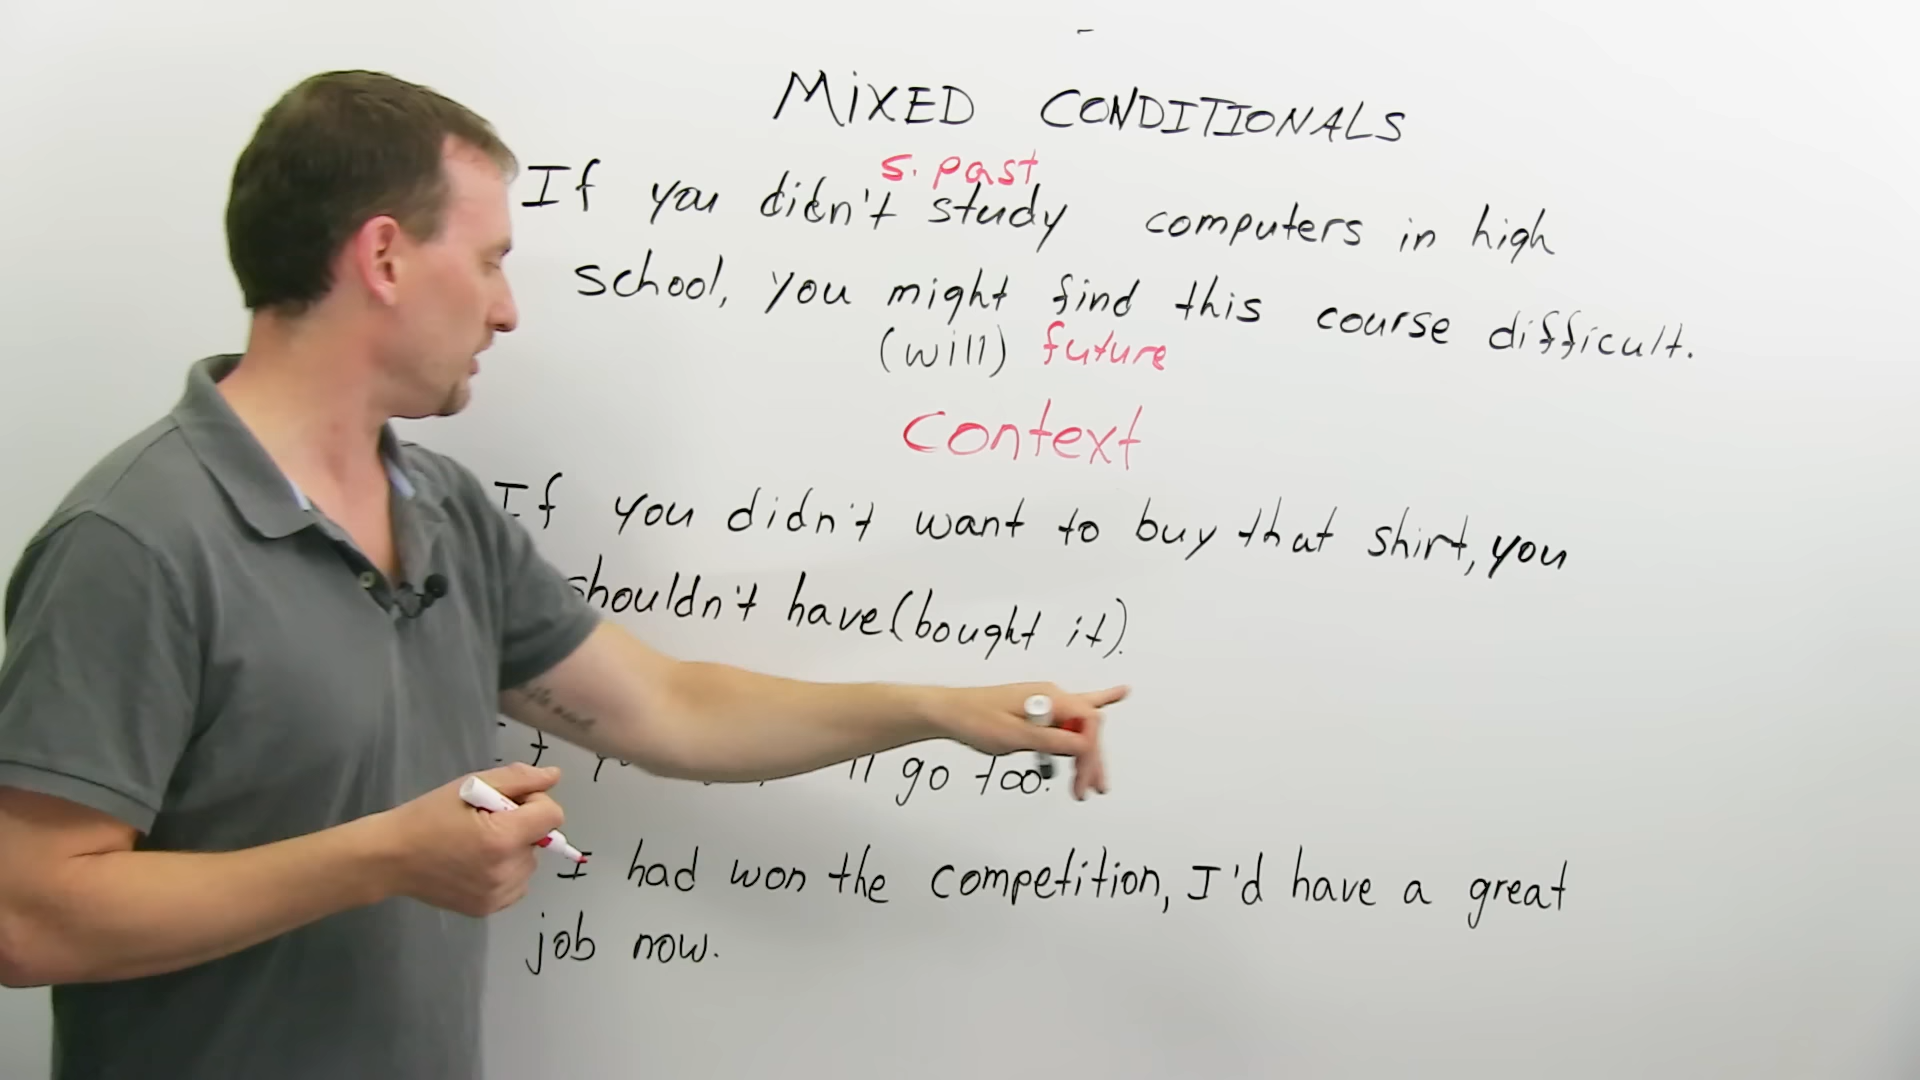 MIXED CONDITIONALS
s. past
If you didn't study computers in high
school, you might find this course difficult.
(will) future
context
If you didn't want to buy that shirt, you
shouldn't have (bought it).
go too.
I had won the competition, I'd have a great
job now.